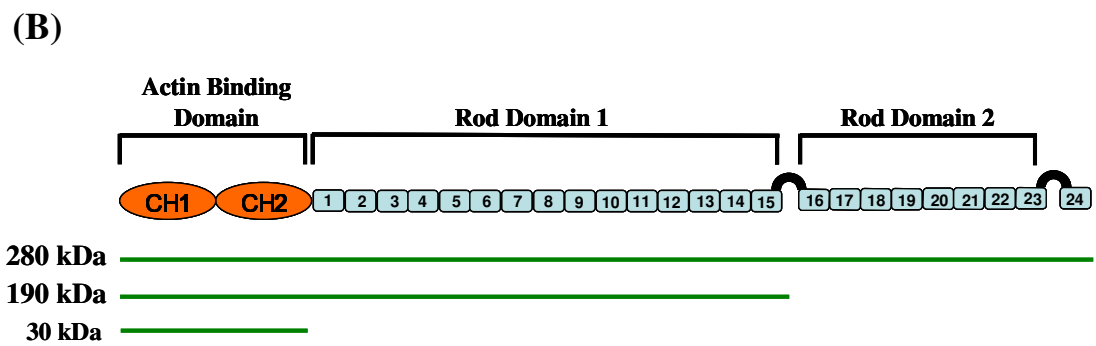 (B)
Actin Binding
Domain
Rod Domain 1
Rod Domain 2
CH1 CH2 1 2 3 4 5 6 7 8 9 10 11 12 13 14 15 16 17 18 19 20 21 22 23 24
280 kDa
190 kDa
30 kDa